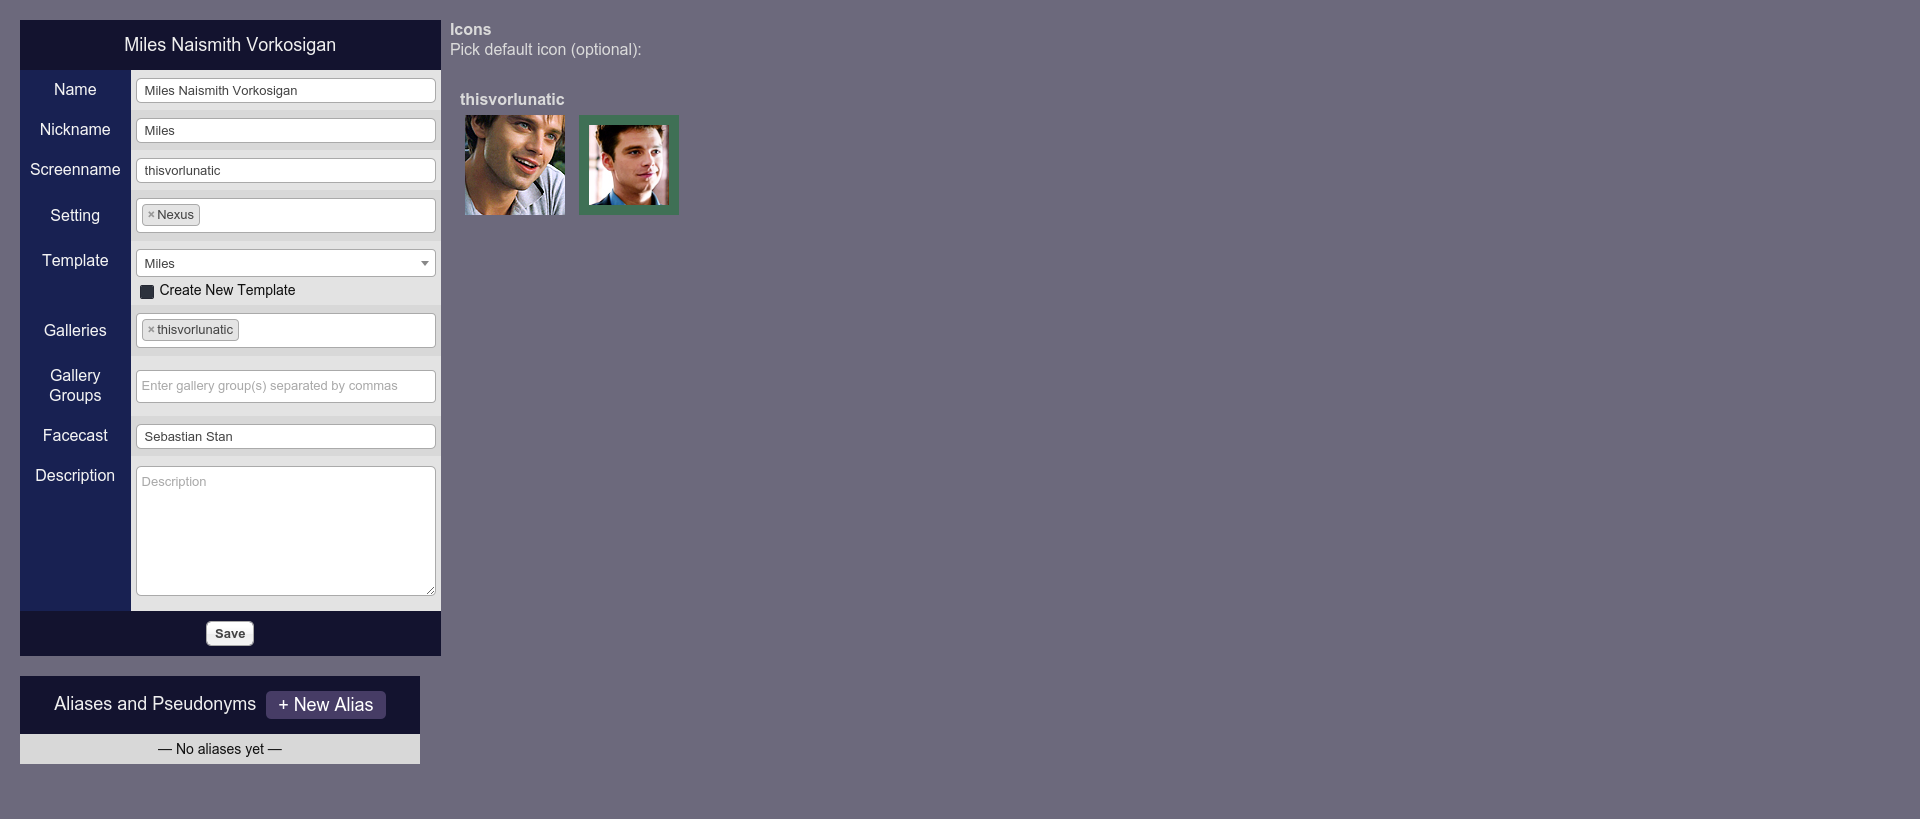 Miles Naismith Vorkosigan
Name
Miles Naismith Vorkosigan
Nickname
Miles
Screenname
thisvorlunatic
Setting
× Nexus
Template
Miles
Create New Template
Galleries
× thisvorlunatic
Gallery
Groups
Enter gallery group(s) separated by commas
Facecast
Sebastian Stan
Description
Description
Save
Aliases and Pseudonyms + New Alias
— No aliases yet —
Icons
Pick default icon (optional):
thisvorlunatic